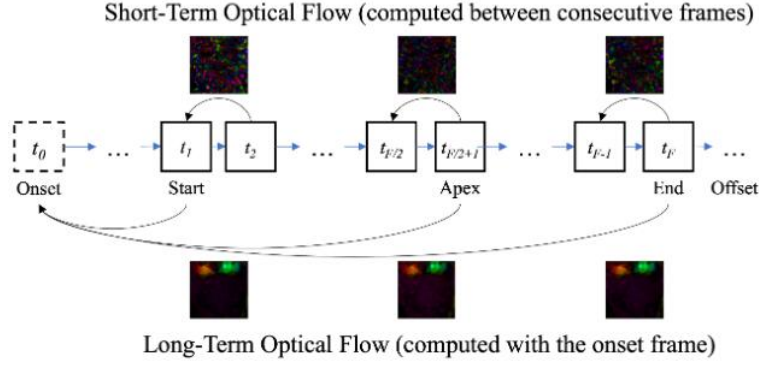 Short-Term Optical Flow (computed between consecutive frames)
t0 ... t1 t2 ... tF/2 tF/2+1 ... tF-1 tF ...
Onset Start Apex End Offset
Long-Term Optical Flow (computed with the onset frame)